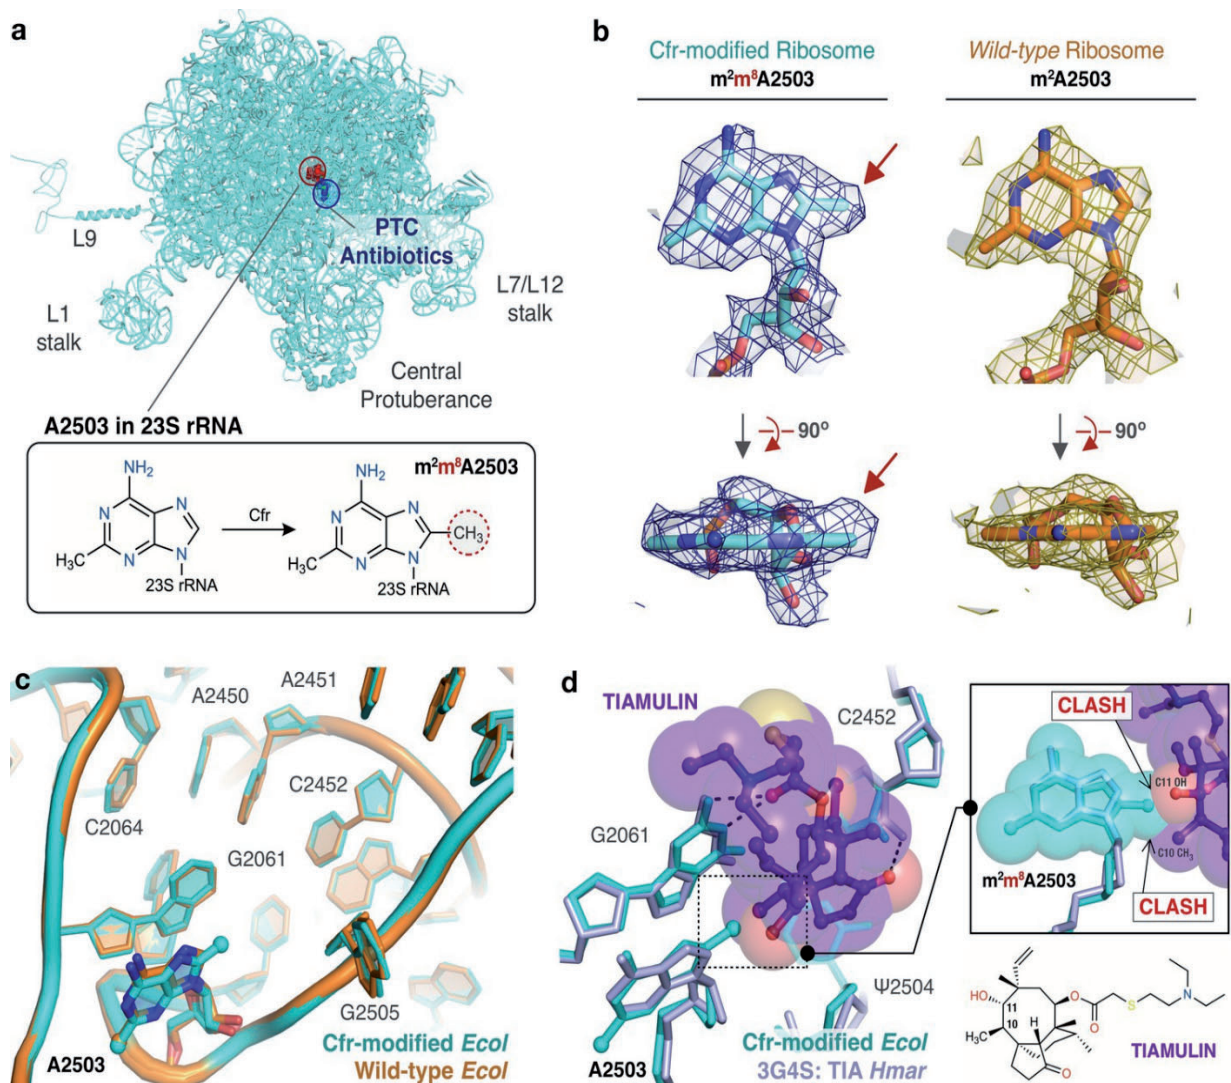 a
L9
PTC
Antibiotics
L7/L12
stalk
L1
stalk
Central
Protuberance
A2503 in 23S rRNA
m²m⁸A2503
NH₂
N
N
N
N
H₃C
23S rRNA
Cfr
NH₂
N
N
N
N
H₃C
CH₃
23S rRNA
b
Cfr-modified Ribosome
m²m⁸A2503
Wild-type Ribosome
m²A2503
90º
90º
c
A2450
A2451
C2452
C2064
G2061
G2505
A2503
Cfr-modified Ecol
Wild-type Ecol
d
TIAMULIN
C2452
G2061
Ψ2504
A2503
Cfr-modified Ecol
3G4S: TIA Hmar
CLASH
C11 OH
C10 CH₃
m²m⁸A2503
CLASH
HO
11
10
H₃C
H
O
O
O
S
N
TIAMULIN